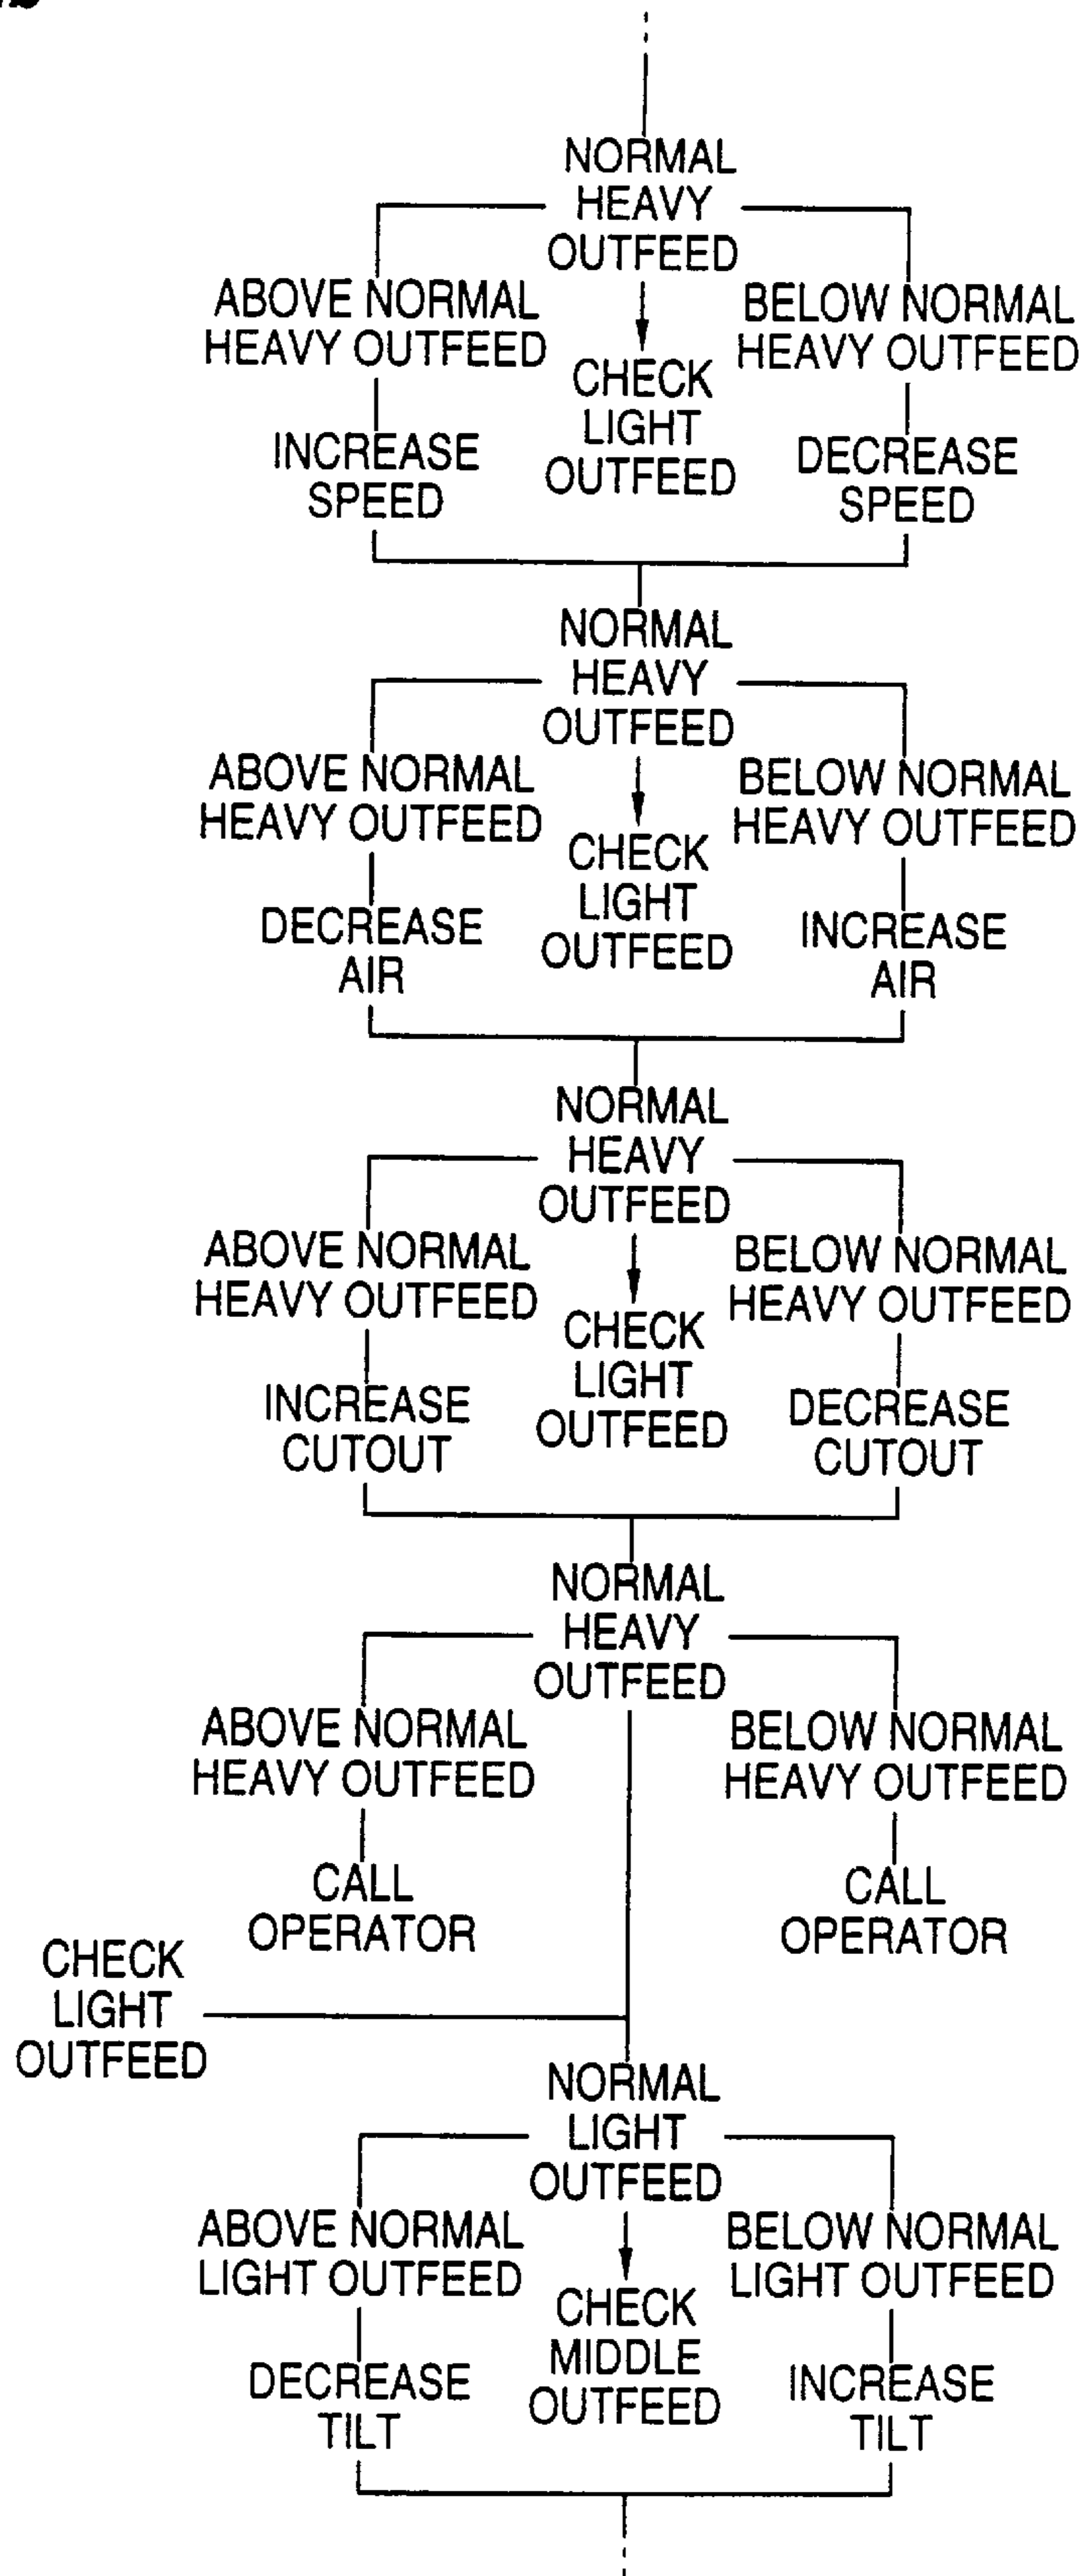 NORMAL
HEAVY
OUTFEED
ABOVE NORMAL
HEAVY OUTFEED
BELOW NORMAL
HEAVY OUTFEED
CHECK
LIGHT
OUTFEED
INCREASE
SPEED
DECREASE
SPEED
NORMAL
HEAVY
OUTFEED
ABOVE NORMAL
HEAVY OUTFEED
BELOW NORMAL
HEAVY OUTFEED
CHECK
LIGHT
OUTFEED
DECREASE
AIR
INCREASE
AIR
NORMAL
HEAVY
OUTFEED
ABOVE NORMAL
HEAVY OUTFEED
BELOW NORMAL
HEAVY OUTFEED
CHECK
LIGHT
OUTFEED
INCREASE
CUTOUT
DECREASE
CUTOUT
NORMAL
HEAVY
OUTFEED
ABOVE NORMAL
HEAVY OUTFEED
BELOW NORMAL
HEAVY OUTFEED
CALL
OPERATOR
CALL
OPERATOR
CHECK
LIGHT
OUTFEED
NORMAL
LIGHT
OUTFEED
ABOVE NORMAL
LIGHT OUTFEED
BELOW NORMAL
LIGHT OUTFEED
CHECK
MIDDLE
OUTFEED
DECREASE
TILT
INCREASE
TILT